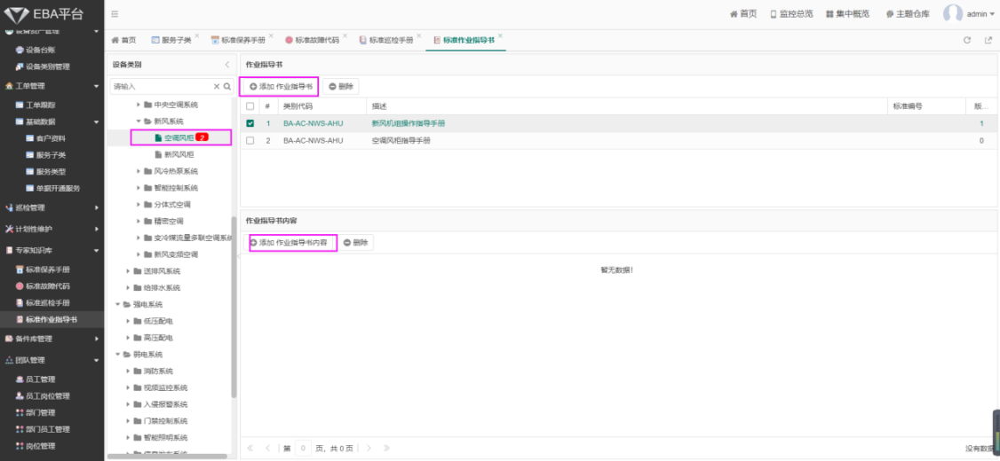 EBA平台
首页
监控总览
集中概览
主题仓库
admin
设备资产管理
设备台账
设备类别管理
工单管理
工单跟踪
基础数据
客户资料
服务子类
服务类型
单据开通服务
巡检管理
计划性维护
专家知识库
标准保养手册
标准故障代码
标准巡检手册
标准作业指导书
备件库管理
团队管理
员工管理
员工岗位管理
部门管理
部门员工管理
岗位管理
首页
服务子类 ×
标准保养手册 ×
标准故障代码 ×
标准巡检手册 ×
标准作业指导书 ×
设备类别
请输入
中央空调系统
新风系统
空调风柜 2
新风风柜
风冷热泵系统
智能控制系统
分体式空调
精密空调
变冷媒流量多联空调系统
新风变频空调
送排风系统
给排水系统
强电系统
低压配电
高压配电
弱电系统
消防系统
视频监控系统
入侵报警系统
门禁控制系统
智能照明系统
作业指导书
添加 作业指导书
删除
# 类别代码 描述 标准编号 版...
1 BA-AC-NWS-AHU 新风机组操作指导手册 1
2 BA-AC-NWS-AHU 空调风柜指导手册 0
作业指导书内容
添加 作业指导书内容
删除
暂无数据!
第 0 页, 共 0 页
没有数据